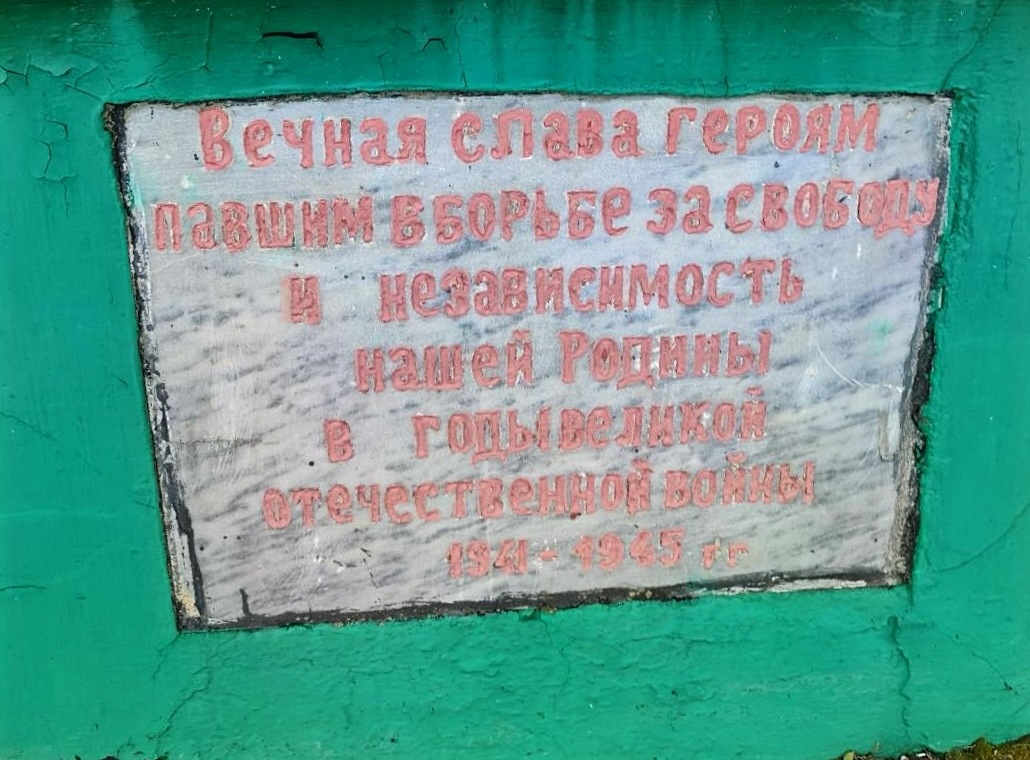 Вечная слава героям
павшим в борьбе за свободу
и независимость
нашей Родины
в годы великой
отечественной войны
1941 - 1945 гг